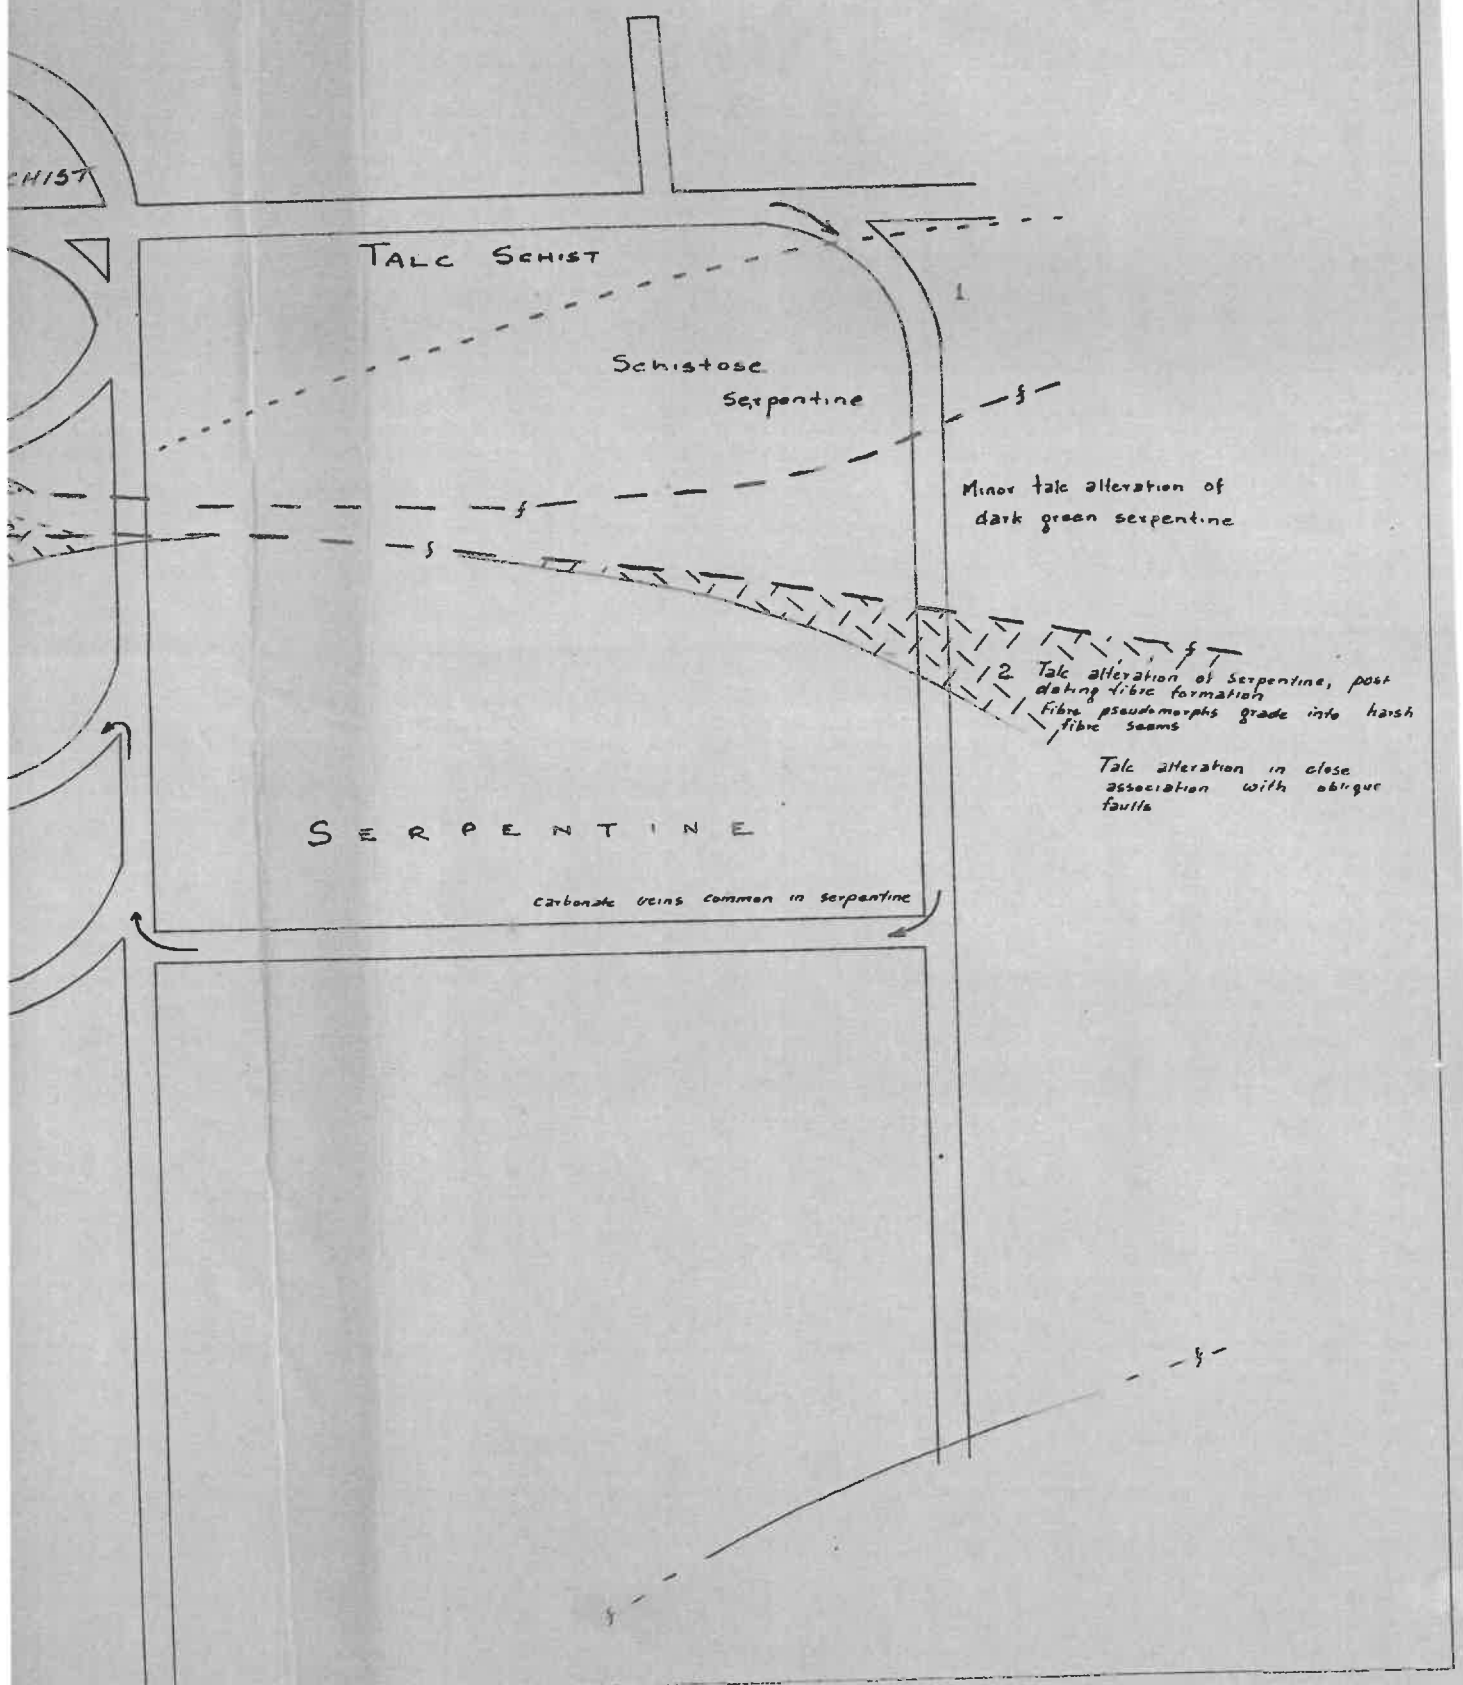 CHIST
TALC SCHIST
1
Schistose
Serpentine
f
Minor talc alteration of
dark green serpentine
f
f
f
2 Talc alteration of serpentine, post
dating fibre formation
Fibre pseudomorphs grade into harsh
fibre seams
Talc alteration in close
association with oblique
faults
SERPENTINE
carbonate veins common in serpentine
f
f